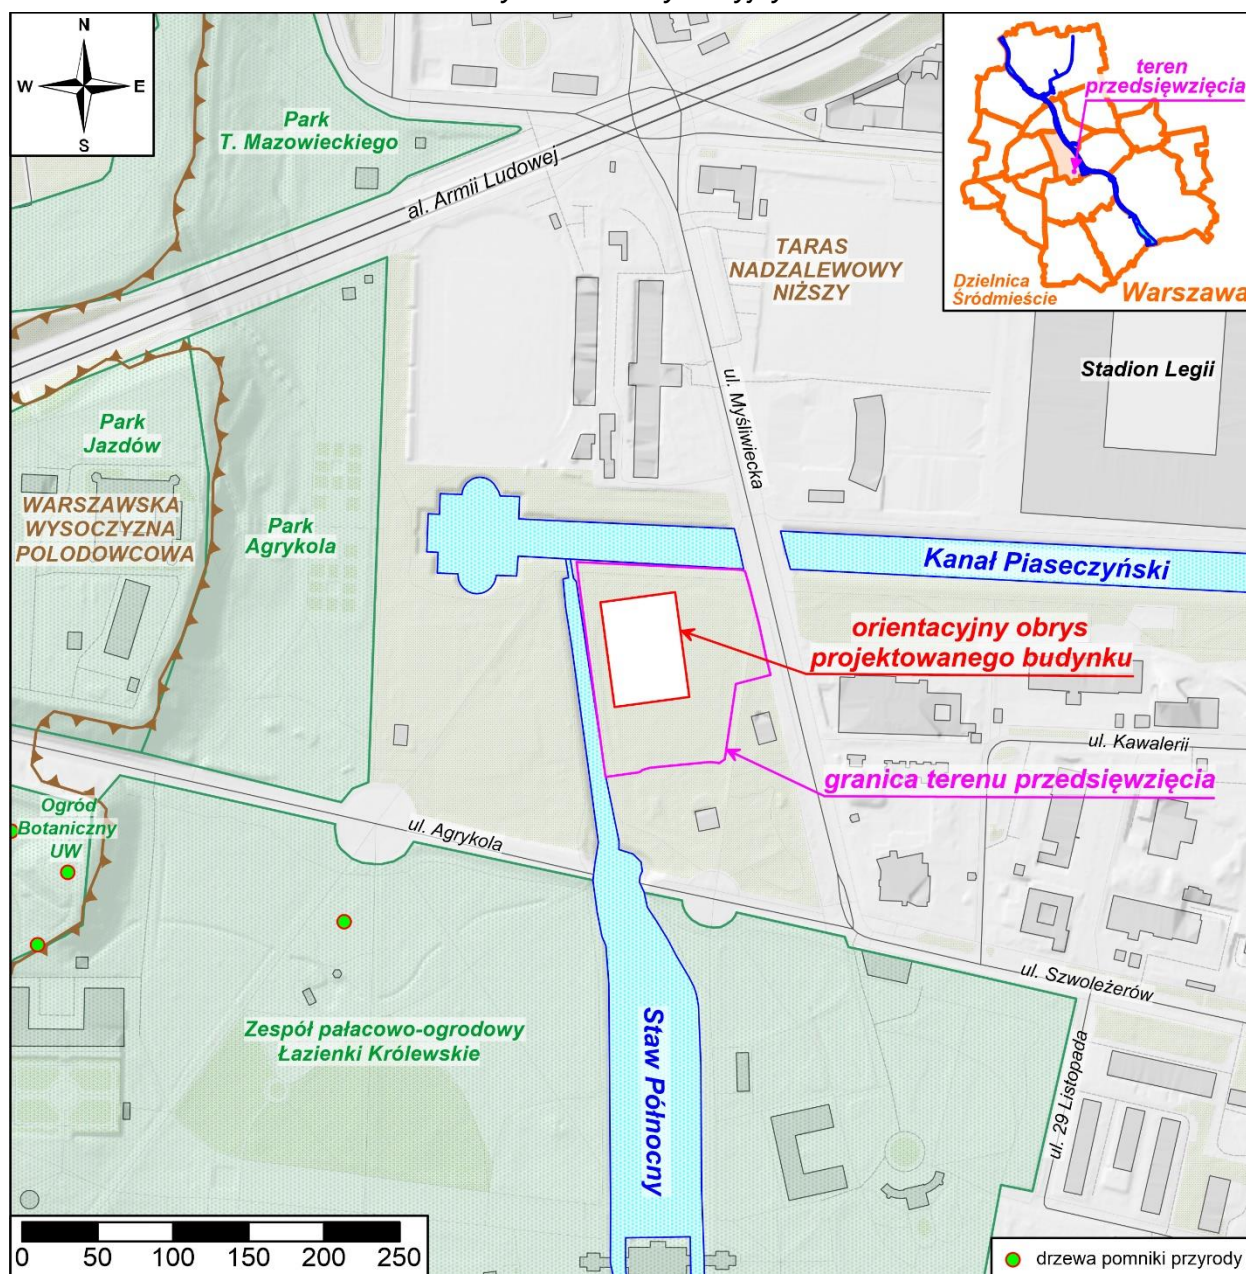 N
W E
S
Park
T. Mazowieckiego
al. Armii Ludowej
teren
przedsięwzięcia
Dzielnica
Śródmieście
Warszawa
TARAS
NADZALEWOWY
NIŻSZY
Stadion Legii
ul. Myśliwiecka
Park
Jazdów
WARSZAWSKA
WYSOCZYZNA
POLODOWCOWA
Park
Agrykola
Kanał Piaseczyński
orientacyjny obrys
projektowanego budynku
ul. Kawalerii
granica terenu przedsięwzięcia
Ogród
Botaniczny
UW
ul. Agrykola
ul. Szwoleżerów
Zespół pałacowo-ogrodowy
Łazienki Królewskie
Staw Północny
ul. 29 Listopada
0 50 100 150 200 250
drzewa pomniki przyrody